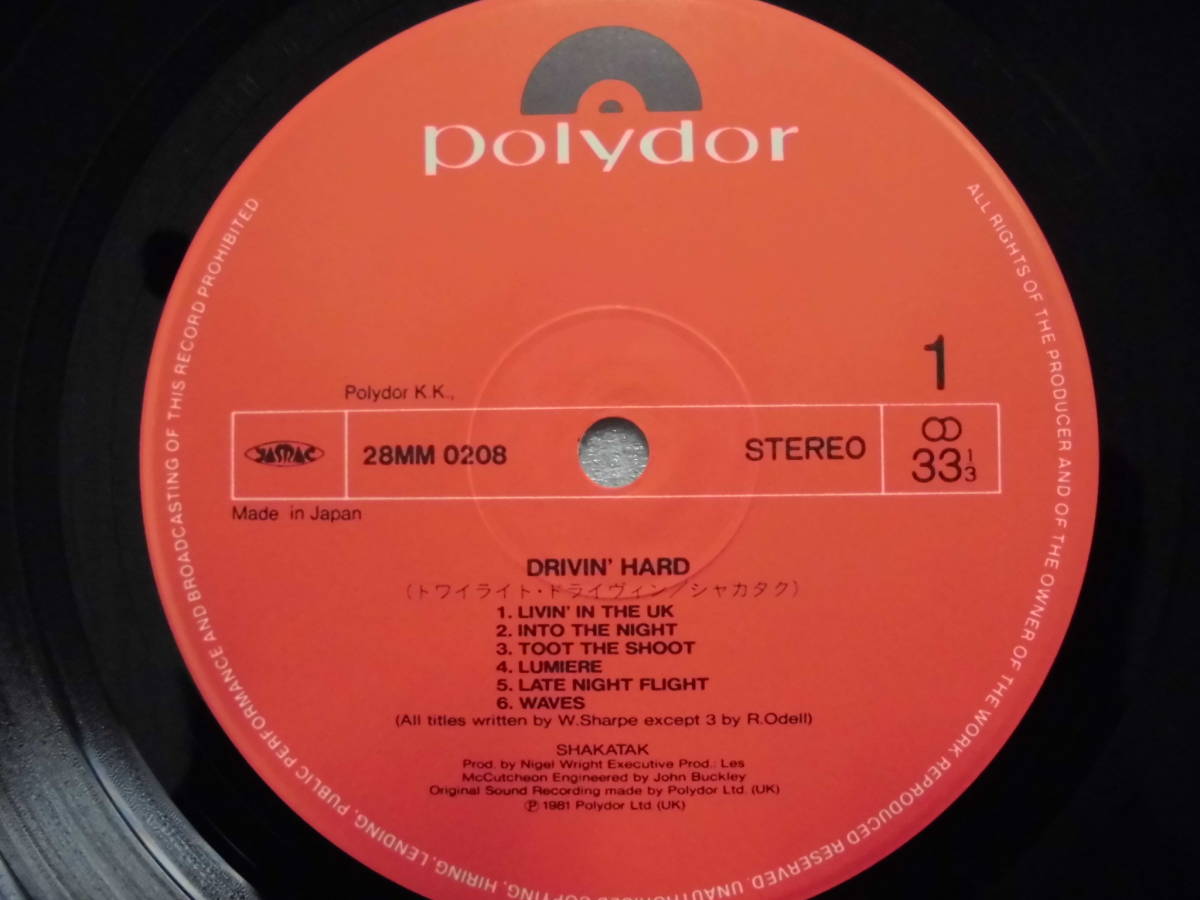 polydor
1
Polydor K.K.,
JASRAC
28MM 0208
STEREO
33 1/3
Made in Japan
DRIVIN' HARD
(トワイライト・ドライヴィン/シャカタク)
1. LIVIN' IN THE UK
2. INTO THE NIGHT
3. TOOT THE SHOOT
4. LUMIERE
5. LATE NIGHT FLIGHT
6. WAVES
(All titles written by W.Sharpe except 3 by R.Odell)
SHAKATAK
Prod. by Nigel Wright Executive Prod.: Les
McCutcheon Engineered by John Buckley
Original Sound Recording made by Polydor Ltd. (UK)
Ⓟ 1981 Polydor Ltd. (UK)
ALL RIGHTS OF THE PRODUCER AND OF THE OWNER OF THE WORK REPRODUCED RESERVED. UNAUTHORISED COPYING, HIRING, LENDING, PUBLIC PERFORMANCE AND BROADCASTING OF THIS RECORD PROHIBITED